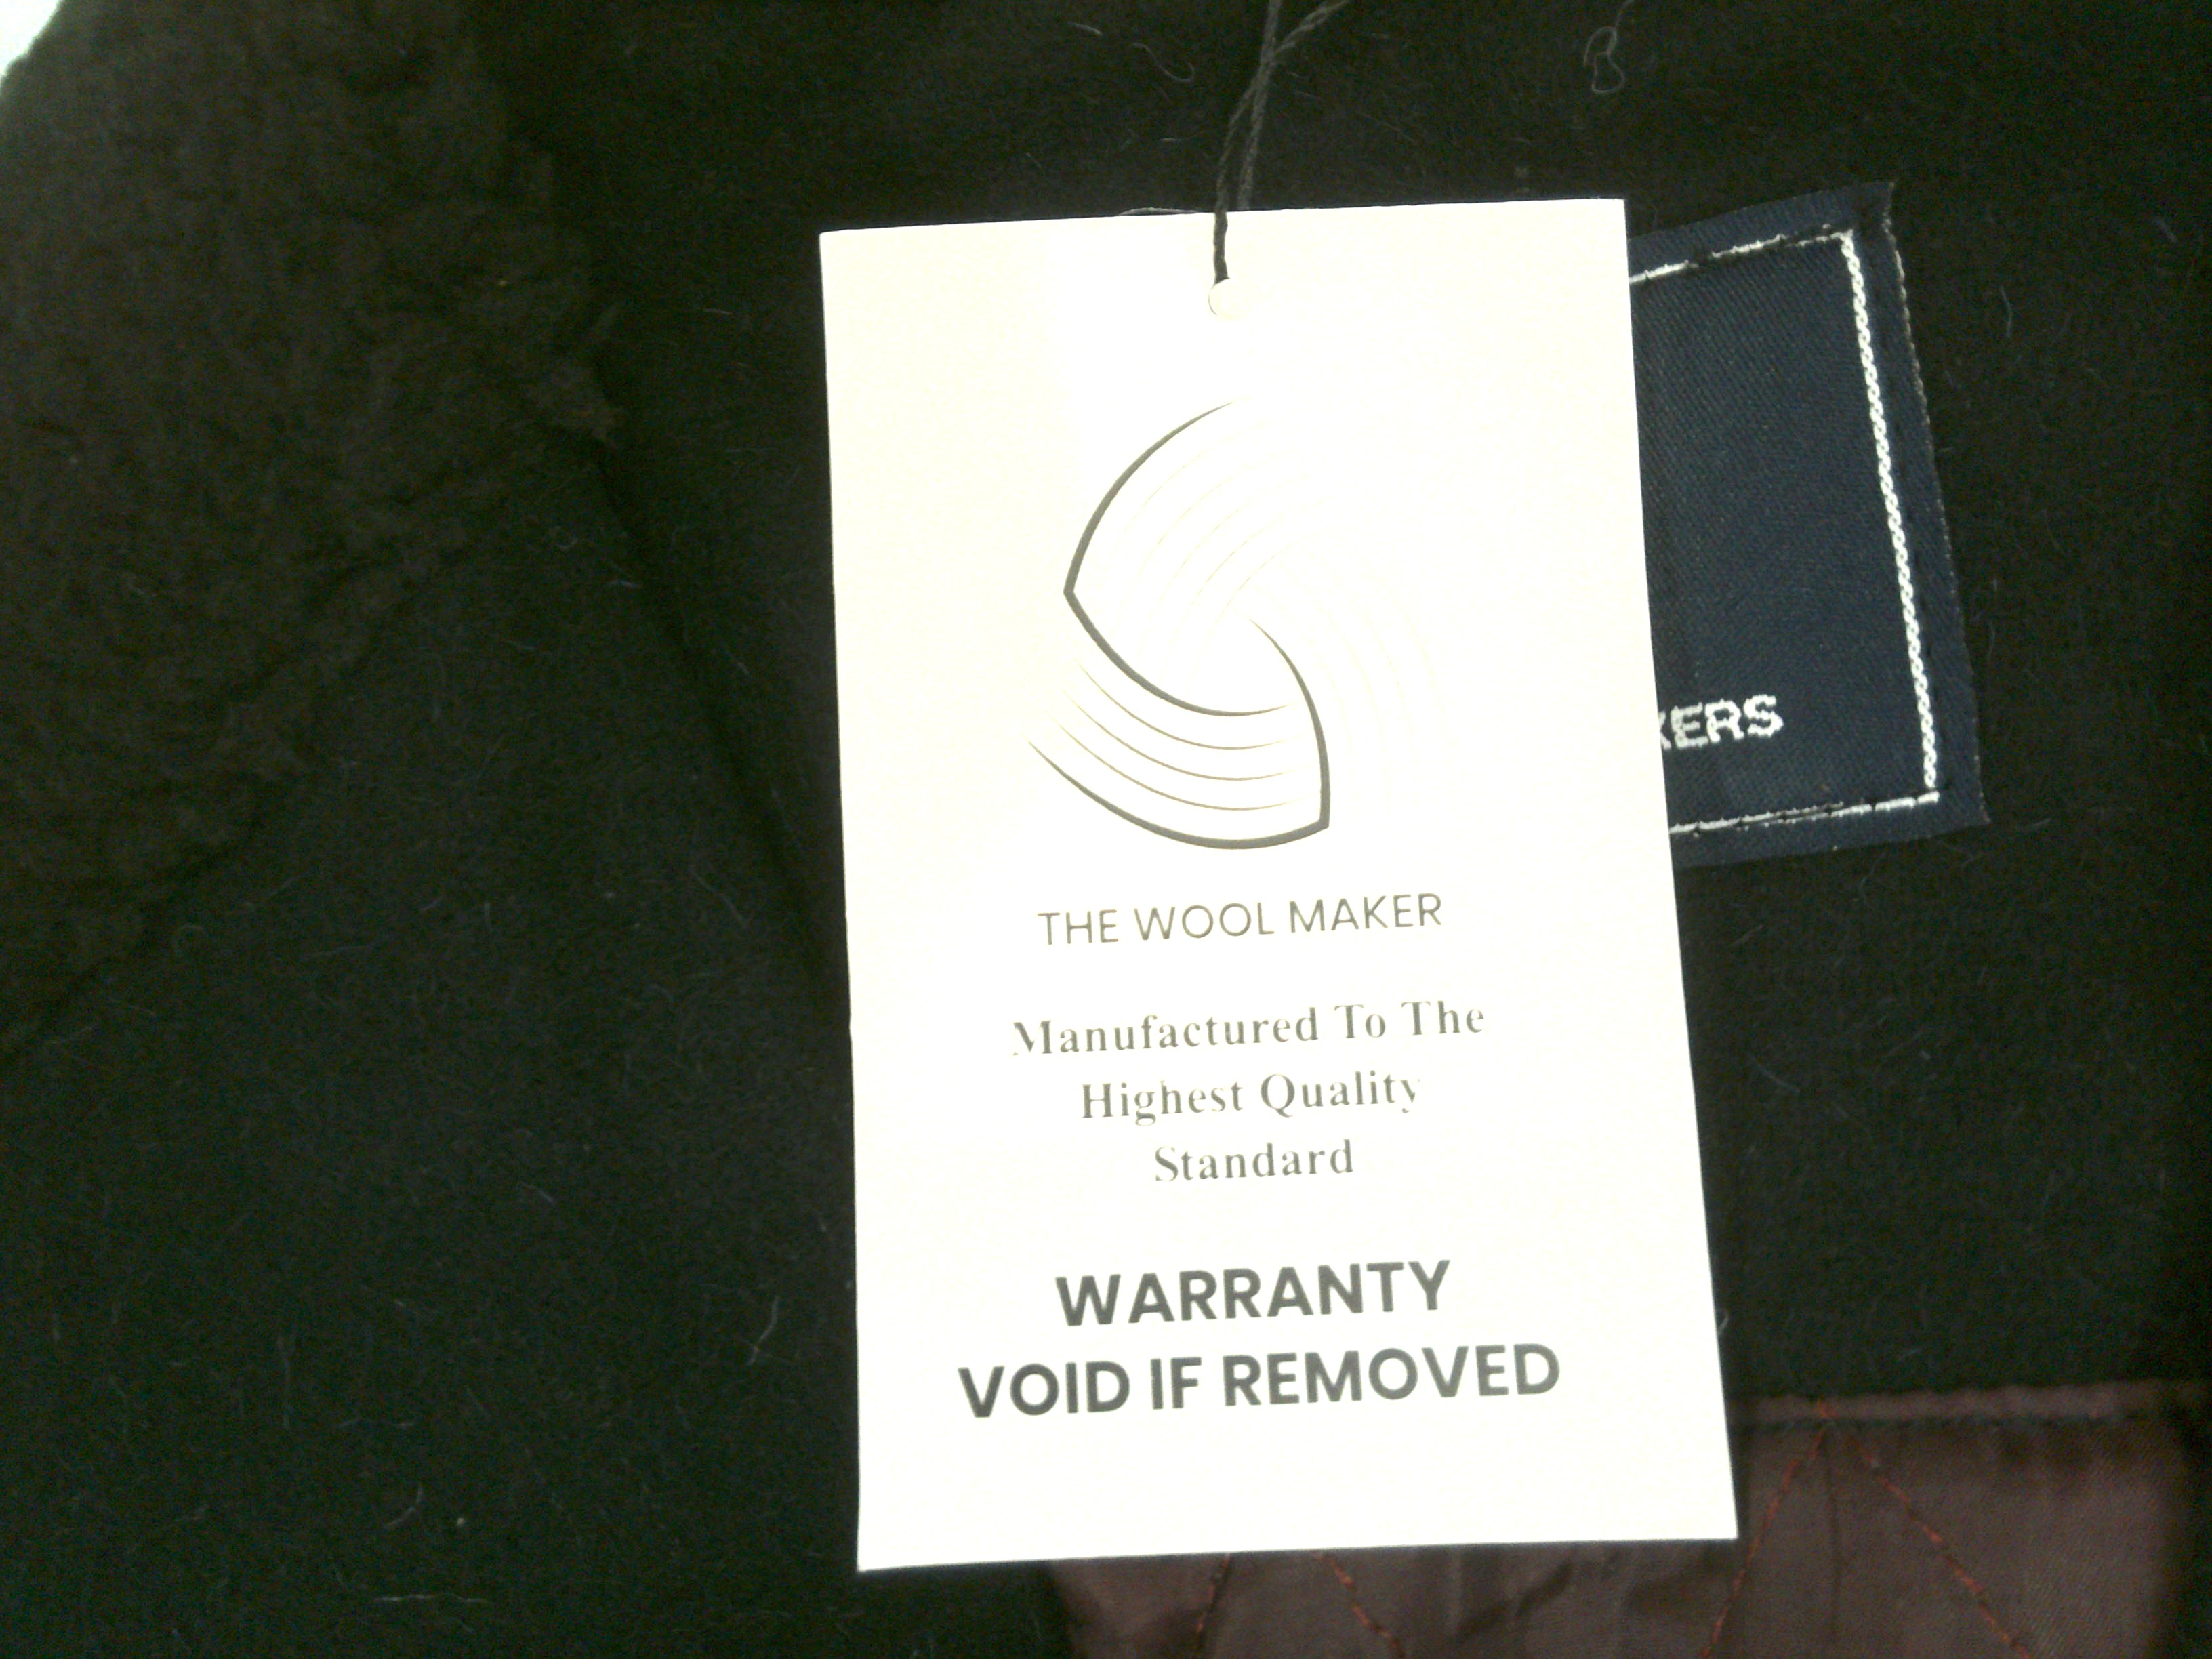 THE WOOL MAKER
Manufactured To The
Highest Quality
Standard
WARRANTY
VOID IF REMOVED
KERS